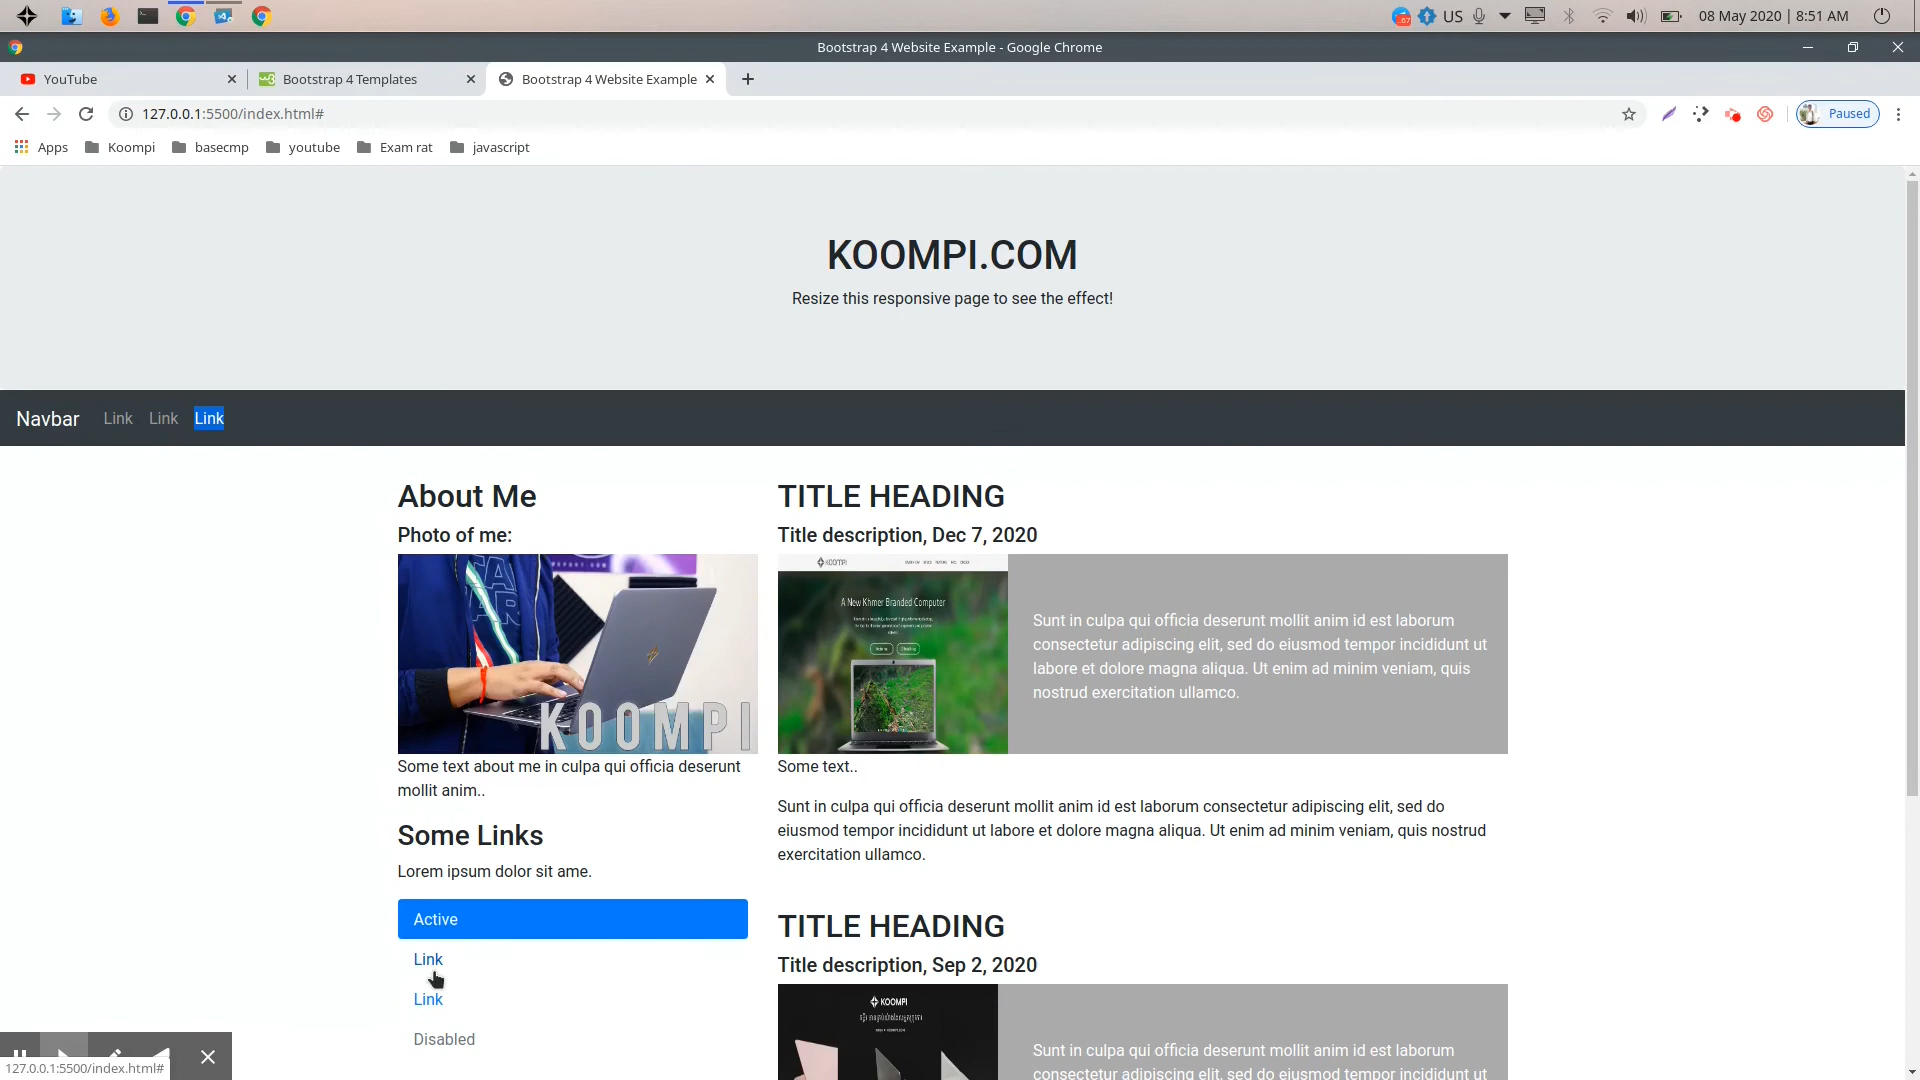 US
08 May 2020 | 8:51 AM
Bootstrap 4 Website Example - Google Chrome
YouTube
Bootstrap 4 Templates
Bootstrap 4 Website Example
127.0.0.1:5500/index.html#
Paused
Apps
Koompi
basecmp
youtube
Exam rat
javascript
KOOMPI.COM
Resize this responsive page to see the effect!
Navbar
Link
Link
Link
About Me
Photo of me:
KOOMPI
Some text about me in culpa qui officia deserunt
mollit anim..
Some Links
Lorem ipsum dolor sit ame.
Active
Link
Link
Disabled
TITLE HEADING
Title description, Dec 7, 2020
KOOMPI
A New Khmer Branded Computer
Sunt in culpa qui officia deserunt mollit anim id est laborum
consectetur adipiscing elit, sed do eiusmod tempor incididunt ut
labore et dolore magna aliqua. Ut enim ad minim veniam, quis
nostrud exercitation ullamco.
Some text..
Sunt in culpa qui officia deserunt mollit anim id est laborum consectetur adipiscing elit, sed do
eiusmod tempor incididunt ut labore et dolore magna aliqua. Ut enim ad minim veniam, quis nostrud
exercitation ullamco.
TITLE HEADING
Title description, Sep 2, 2020
KOOMPI
Sunt in culpa qui officia deserunt mollit anim id est laborum
consectetur adipiscing elit, sed do eiusmod tempor incididunt ut
127.0.0.1:5500/index.html#